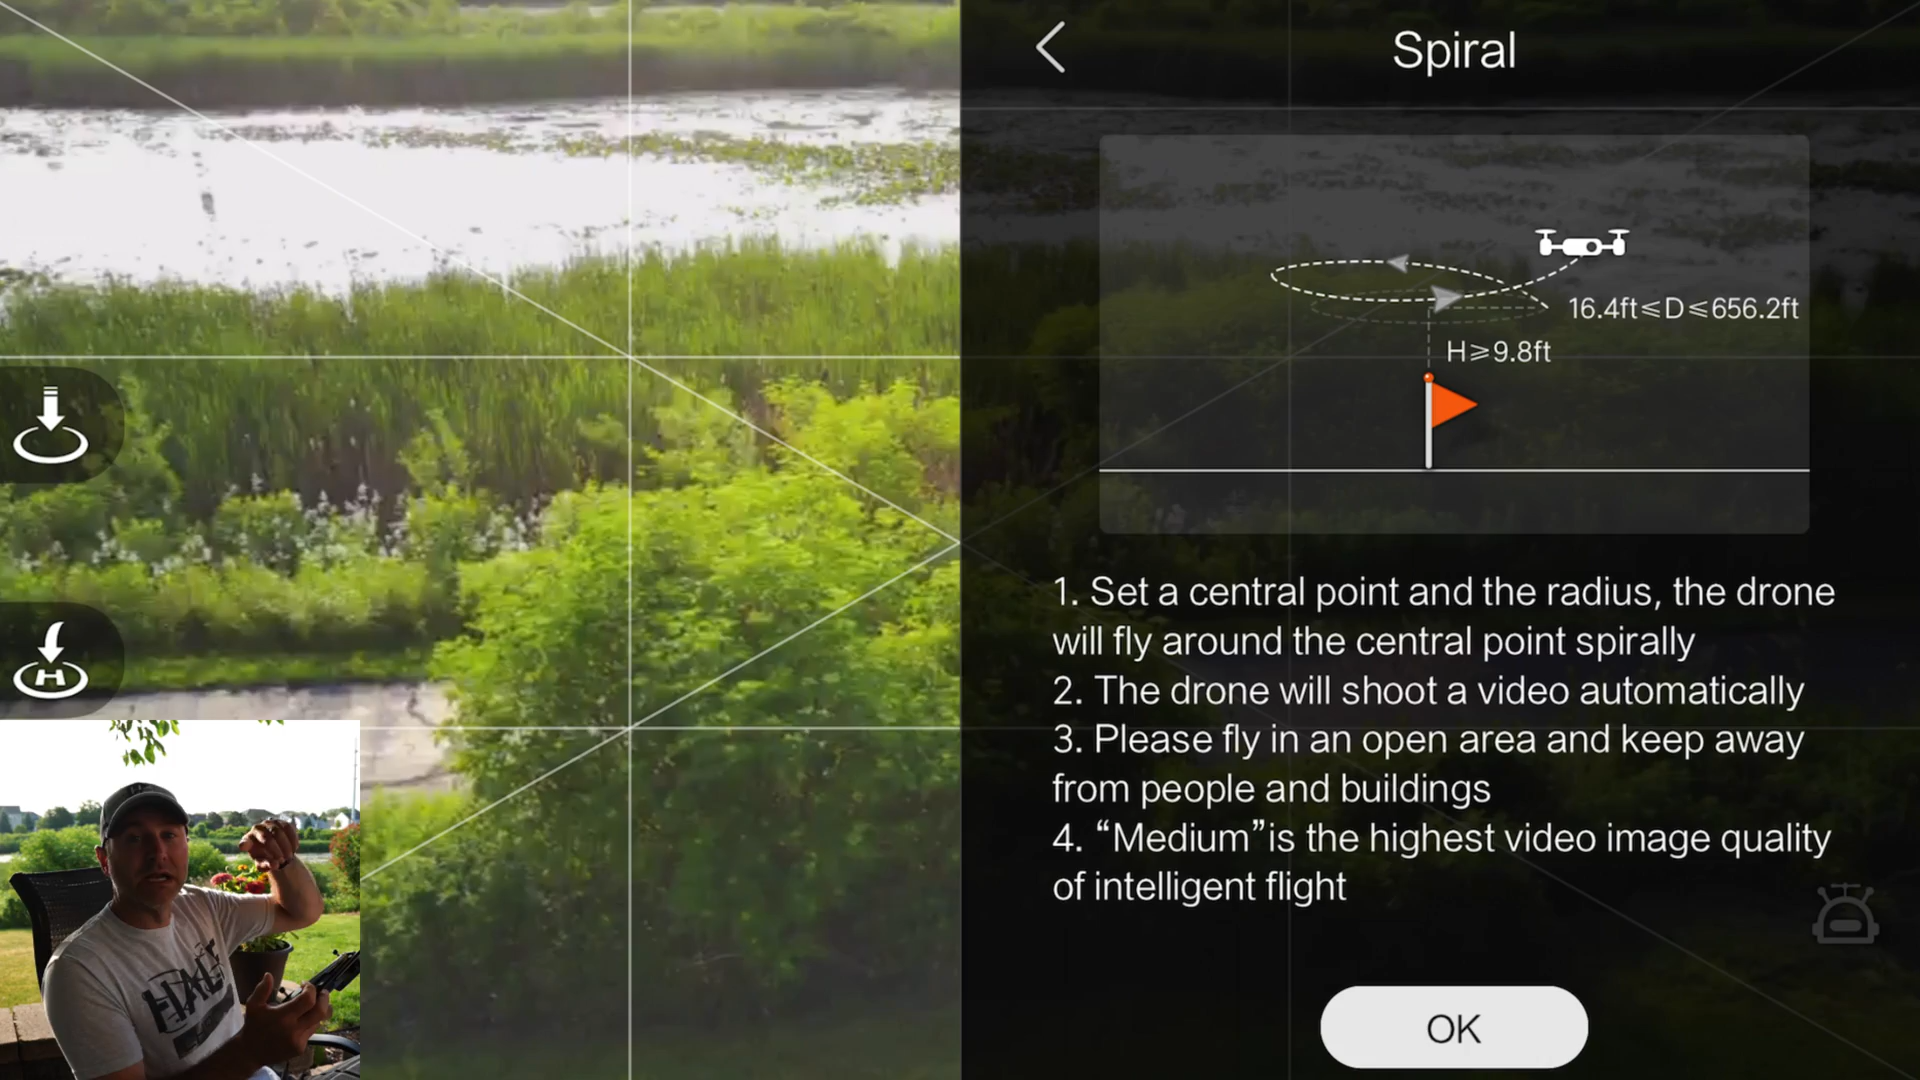 Spiral
16.4ft≤D≤656.2ft
H≥9.8ft
1. Set a central point and the radius, the drone
will fly around the central point spirally
2. The drone will shoot a video automatically
3. Please fly in an open area and keep away
from people and buildings
4. “Medium”is the highest video image quality
of intelligent flight
H
OK